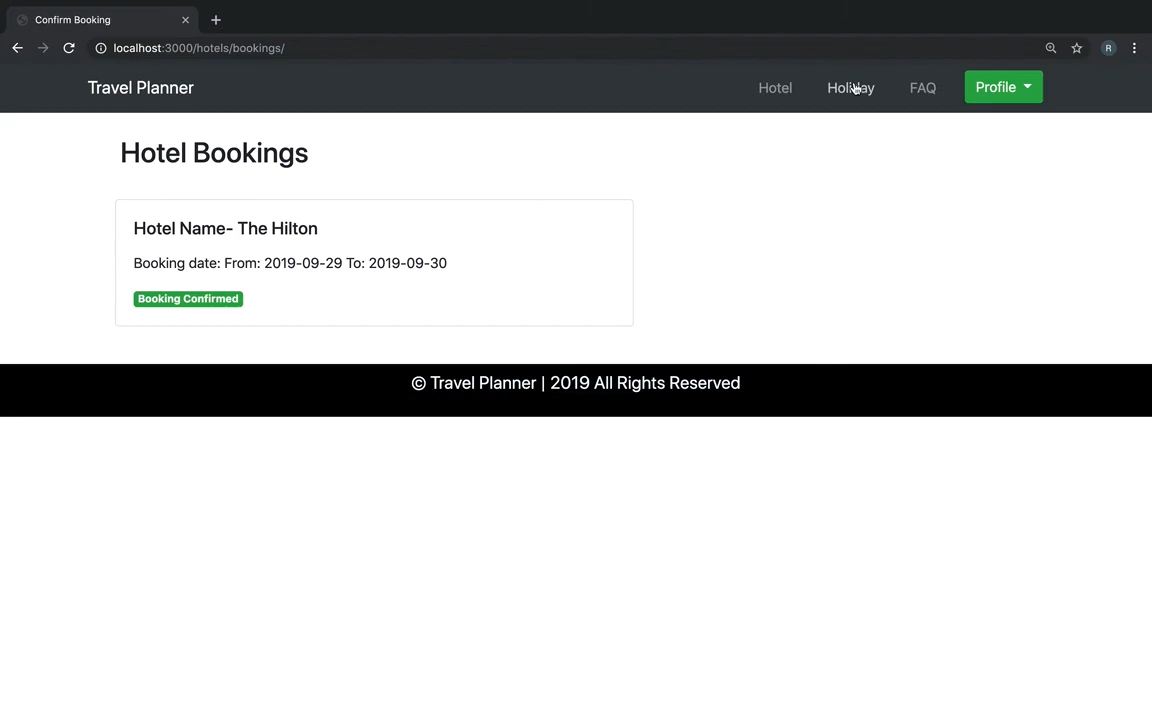 Confirm Booking
localhost:3000/hotels/bookings/
R
Travel Planner
Hotel
Holiday
FAQ
Profile
Hotel Bookings
Hotel Name- The Hilton
Booking date: From: 2019-09-29 To: 2019-09-30
Booking Confirmed
© Travel Planner | 2019 All Rights Reserved